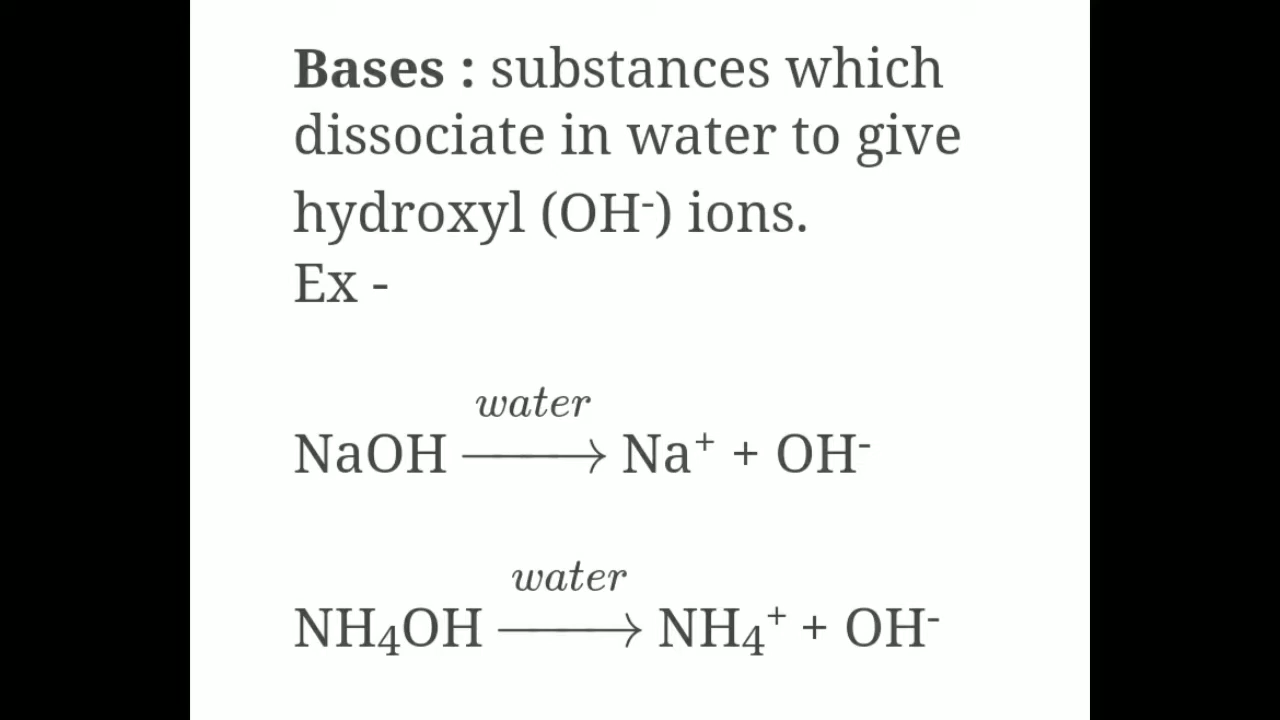 Bases : substances which
dissociate in water to give
hydroxyl (OH⁻) ions.
Ex -
water
NaOH ⟶ Na⁺ + OH⁻
water
NH₄OH ⟶ NH₄⁺ + OH⁻